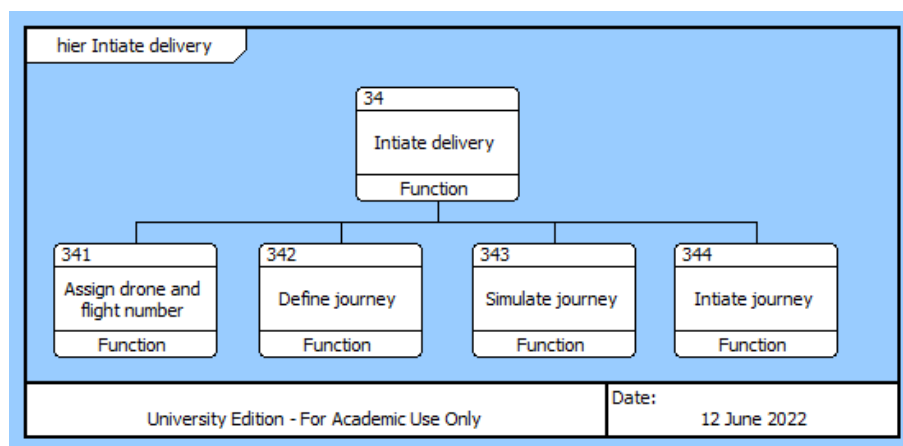 hier Intiate delivery
34
Intiate delivery
Function
341
Assign drone and
flight number
Function
342
Define journey
Function
343
Simulate journey
Function
344
Intiate journey
Function
University Edition - For Academic Use Only
Date:
12 June 2022